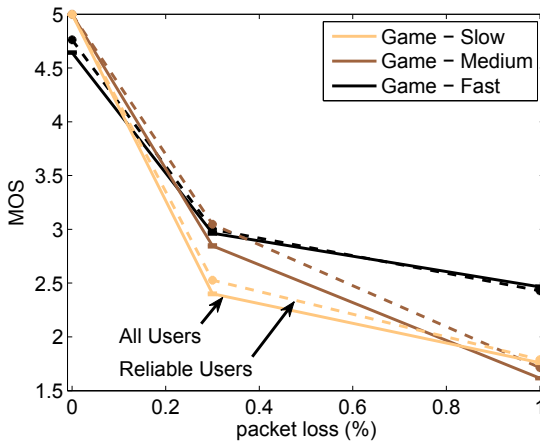 5
4.5
4
3.5
3
2.5
2
1.5
MOS
Game – Slow
Game – Medium
Game – Fast
All Users
Reliable Users
0
0.2
0.4
0.6
0.8
1
packet loss (%)